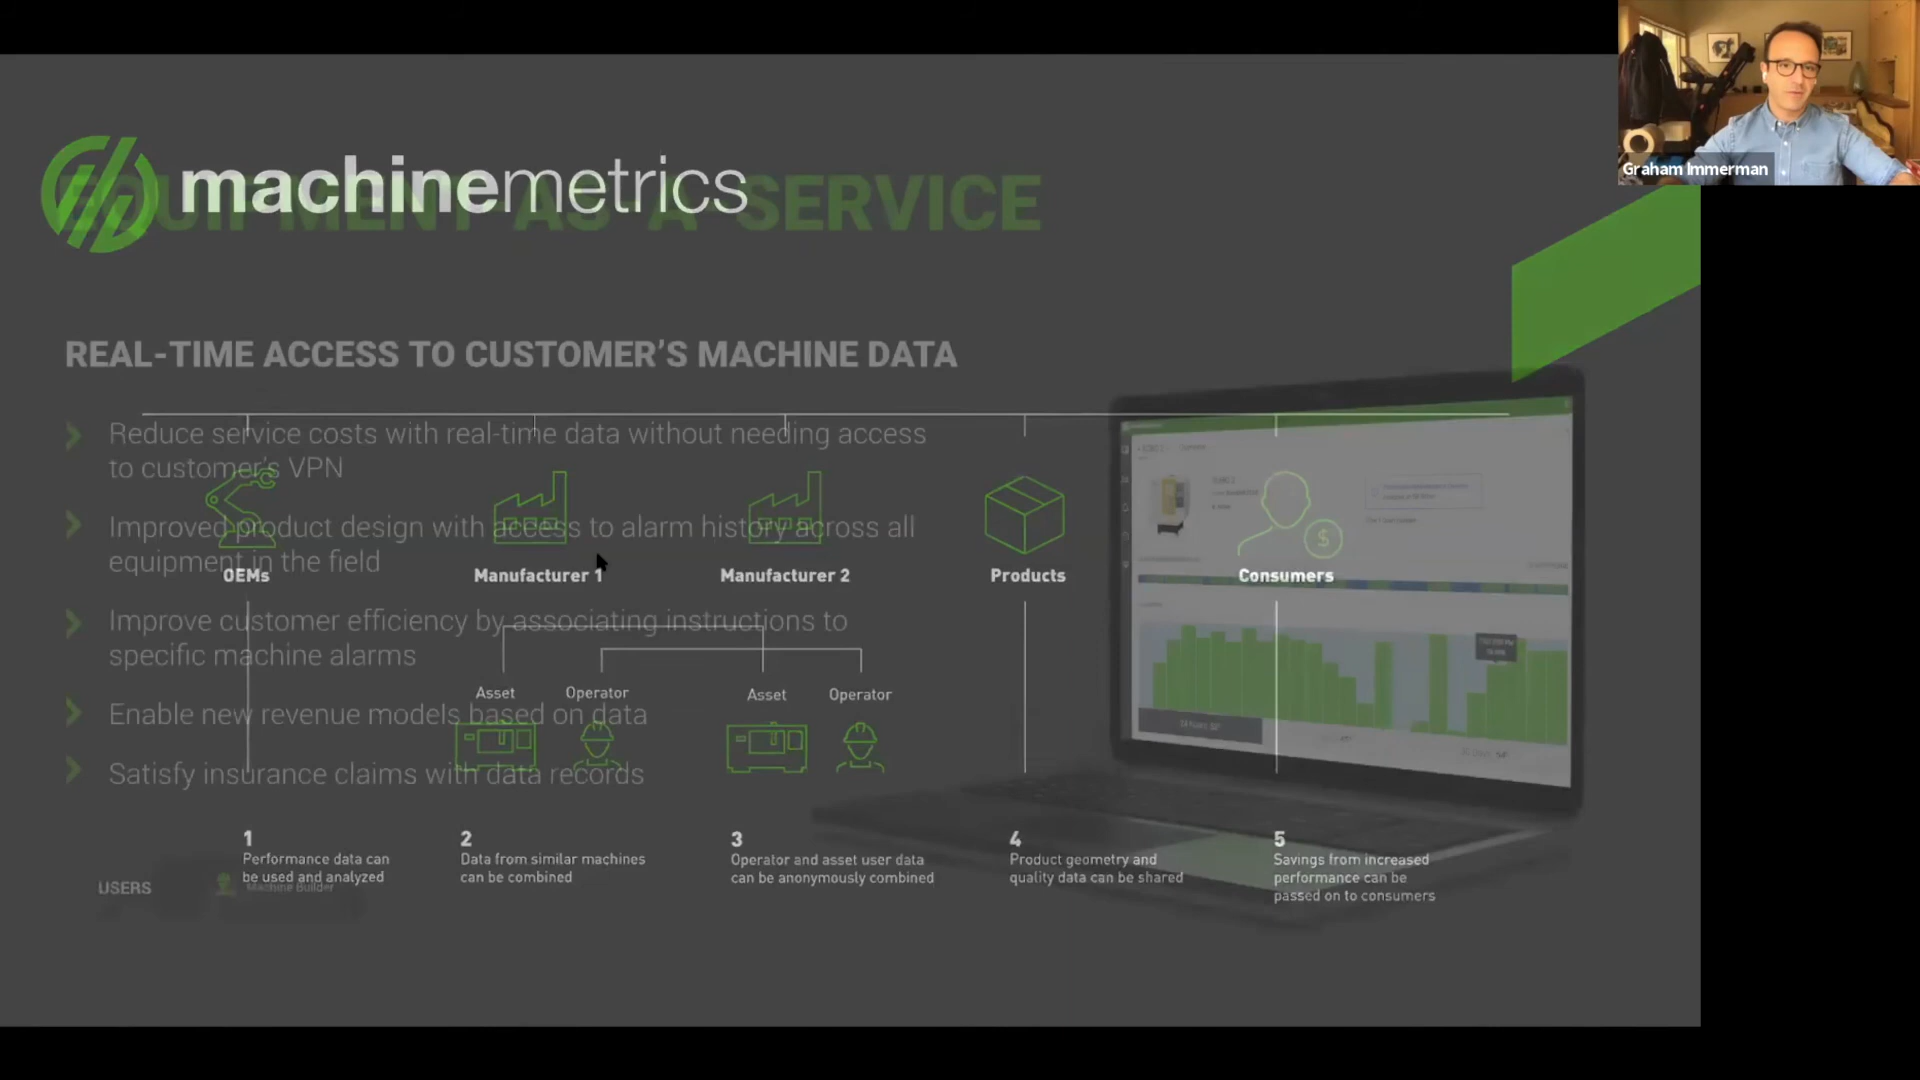 Graham Immerman
machinemetrics
EQUIPMENT-AS-A-SERVICE
REAL-TIME ACCESS TO CUSTOMER’S MACHINE DATA
Reduce service costs with real-time data without needing access
to customer's VPN
Improved product design with access to alarm history across all
equipment in the field
Improve customer efficiency by associating instructions to
specific machine alarms
Enable new revenue models based on data
Satisfy insurance claims with data records
USERS
Machine Builder
OEMs
Manufacturer 1
Manufacturer 2
Products
Consumers
Asset
Operator
Asset
Operator
1
Performance data can
be used and analyzed
2
Data from similar machines
can be combined
3
Operator and asset user data
can be anonymously combined
4
Product geometry and
quality data can be shared
5
Savings from increased
performance can be
passed on to consumers